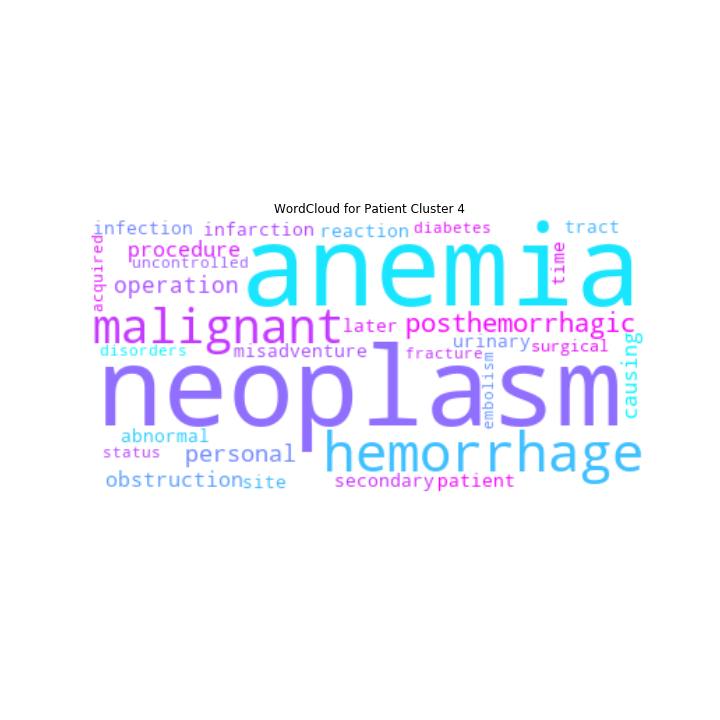 WordCloud for Patient Cluster 4
infection infarction reaction diabetes tract
acquired procedure anemia time
uncontrolled
operation
malignant later posthemorrhagic
disorders misadventure fracture urinary surgical
neoplasm embolism causing
abnormal hemorrhage
status personal
obstruction site secondary patient